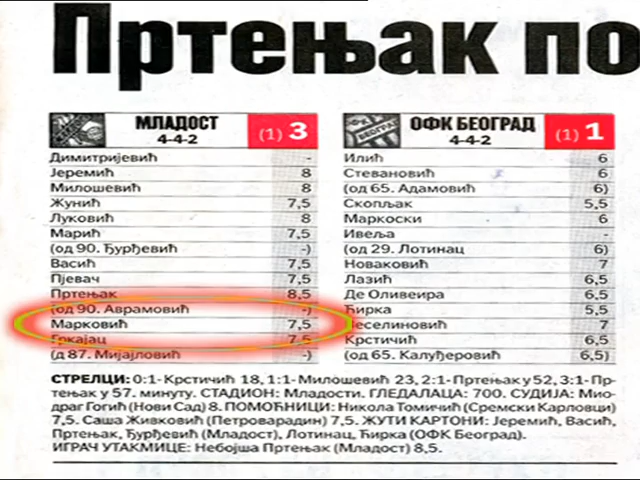 Пртењак по
МЛАДОСТ
4-4-2
(1) 3
Димитријевић -
Јеремић 8
Милошевић 8
Жунић 7,5
Луковић 8
Марић 7,5
(од 90. Ђурђевић -)
Васић 7,5
Пјевач 7,5
Пртењак 8,5
(од 90. Аврамовић -)
Марковић 7,5
Гркајац 7,5
(д 87. Мијајловић -)
ОФК БЕОГРАД
4-4-2
(1) 1
Илић 6
Стевановић 6
(од 65. Адамовић 6)
Скопљак 5,5
Маркоски 6
Ивеља -
(од 29. Лотинац 6)
Новаковић 7
Лазић 6,5
Де Оливеира 6,5
Ћирка 5,5
Веселиновић 7
Крстичић 6,5
(од 65. Калуђеровић 6,5)
СТРЕЛЦИ: 0:1- Крстичић 18, 1:1- Милошевић 23, 2:1- Пртењак у 52, 3:1- Пр-
тењак у 57. минуту. СТАДИОН: Младости. ГЛЕДАЛАЦА: 700. СУДИЈА: Мио-
драг Гогић (Нови Сад) 8. ПОМОЋНИЦИ: Никола Томичић (Сремски Карловци)
7,5. Саша Живковић (Петроварадин) 7,5. ЖУТИ КАРТОНИ: Јеремић, Васић,
Пртењак, Ђурђевић (Младост), Лотинац, Ћирка (ОФК Београд).
ИГРАЧ УТАКМИЦЕ: Небојша Пртењак (Младост) 8,5.